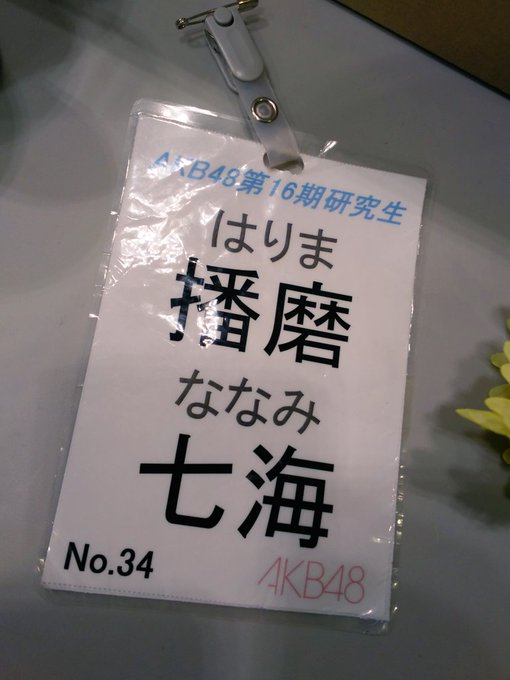 AKB48第16期研究生
はりま
播磨
ななみ
七海
No.34
AKB48